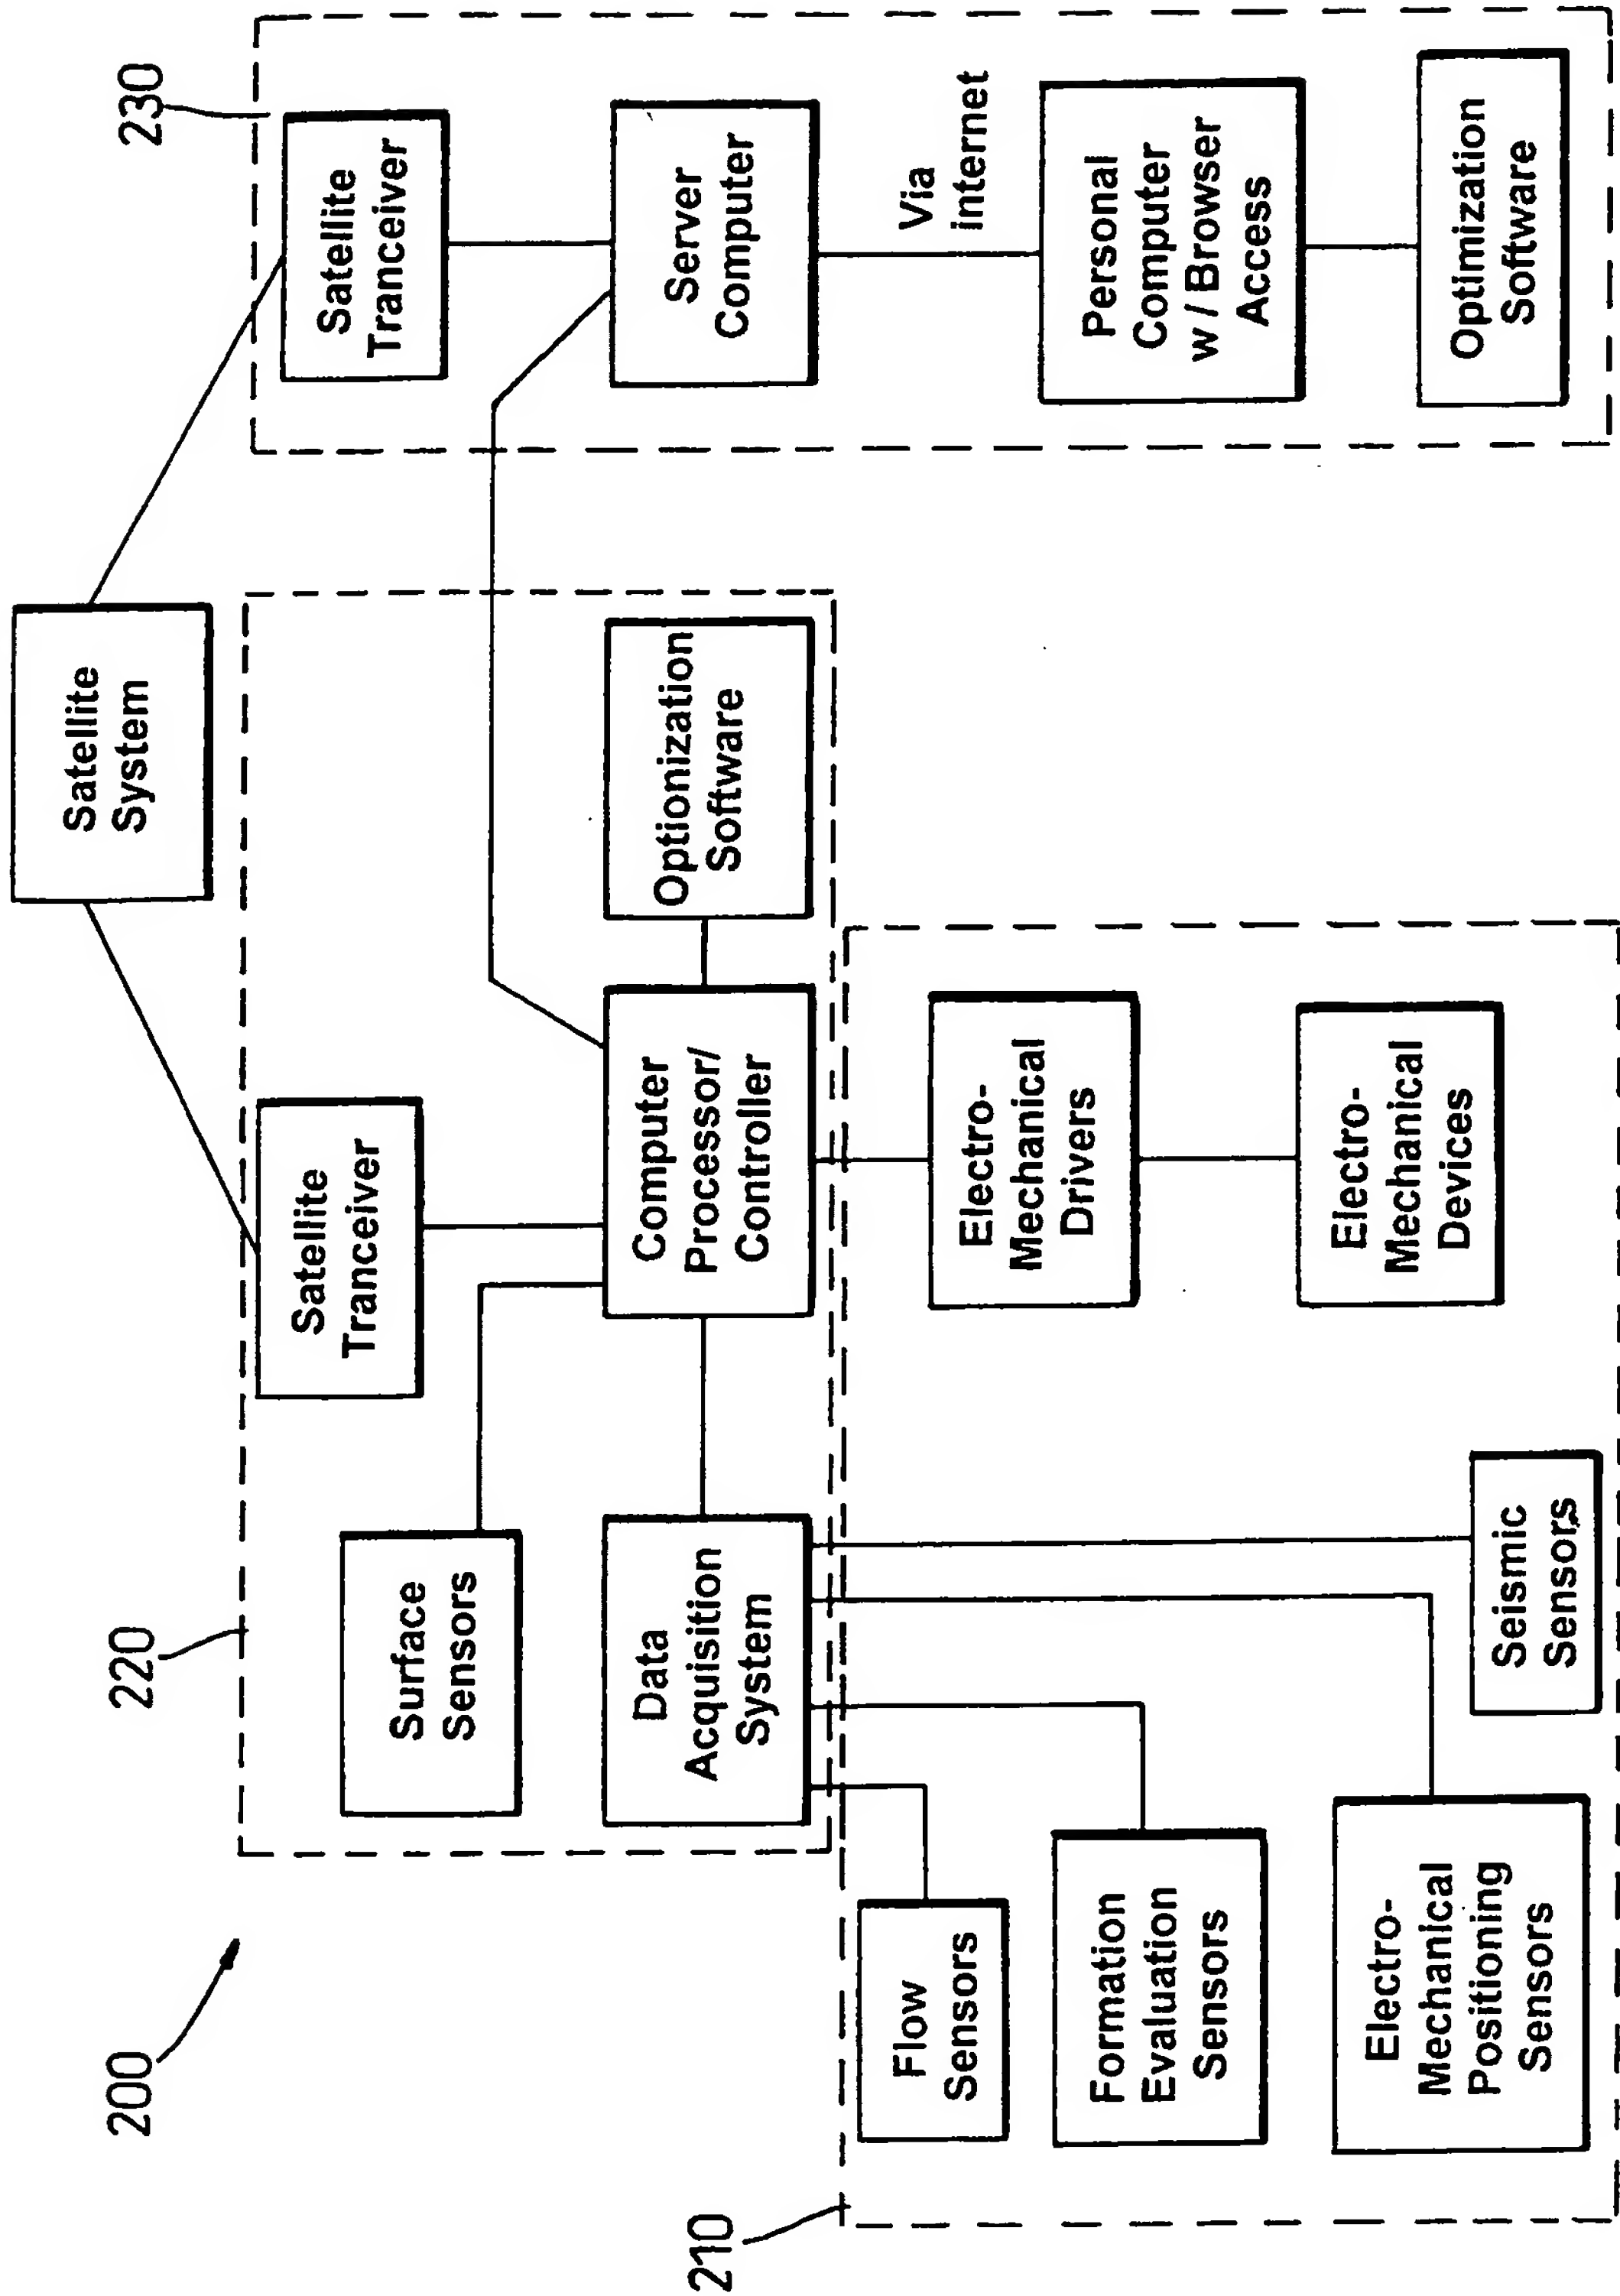 200
220
230
210
Satellite
System
Satellite
Tranceiver
Surface
Sensors
Data
Acquisition
System
Computer
Processor/
Controller
Optionization
Software
Satellite
Tranceiver
Server
Computer
Via
internet
Personal
Computer
w / Browser
Access
Optimization
Software
Flow
Sensors
Formation
Evaluation
Sensors
Electro-
Mechanical
Positioning
Sensors
Seismic
Sensors
Electro-
Mechanical
Drivers
Electro-
Mechanical
Devices